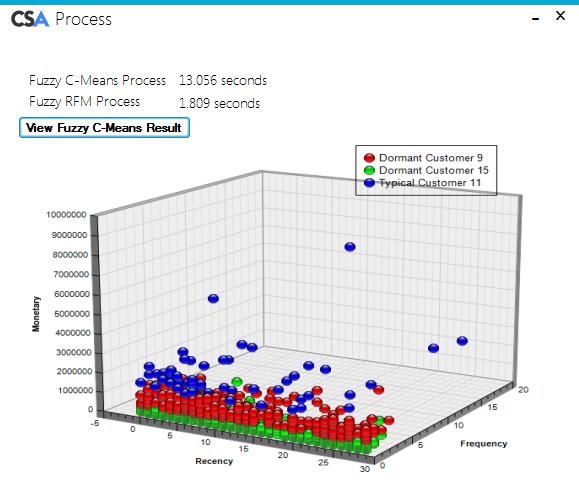 CSA Process
Fuzzy C-Means Process 13.056 seconds
Fuzzy RFM Process 1.809 seconds
View Fuzzy C-Means Result
Dormant Customer 9
Dormant Customer 15
Typical Customer 11
10000000
9000000
8000000
7000000
6000000
5000000
4000000
3000000
2000000
1000000
0
Monetary
-5
0
5
10
15
20
25
30
Recency
0
5
10
15
20
Frequency